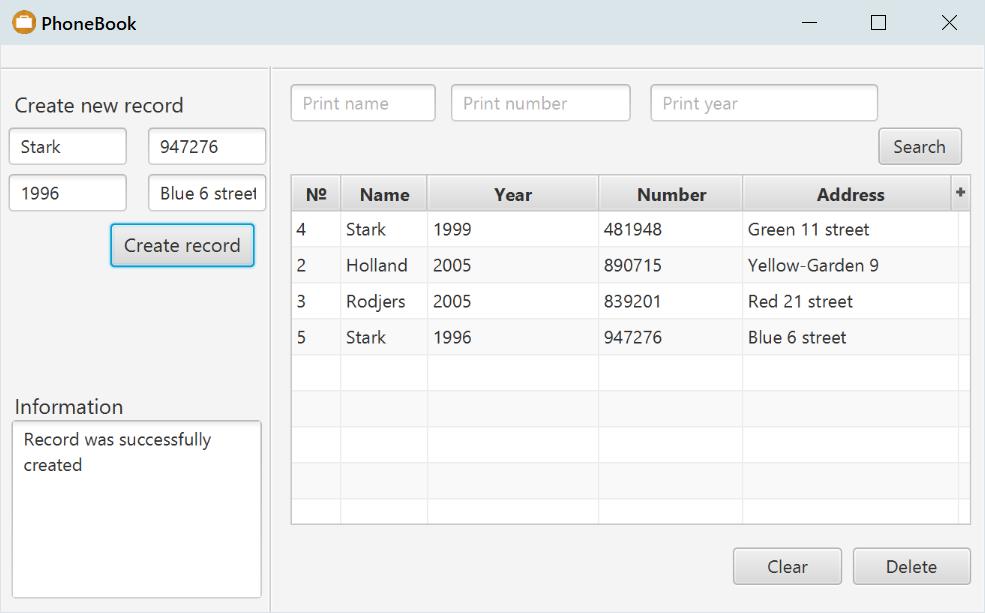 PhoneBook
Create new record
Stark 947276
1996 Blue 6 street
Create record
Information
Record was successfully
created
Print name Print number Print year
Search
№ Name Year Number Address +
4 Stark 1999 481948 Green 11 street
2 Holland 2005 890715 Yellow-Garden 9
3 Rodjers 2005 839201 Red 21 street
5 Stark 1996 947276 Blue 6 street
Clear Delete